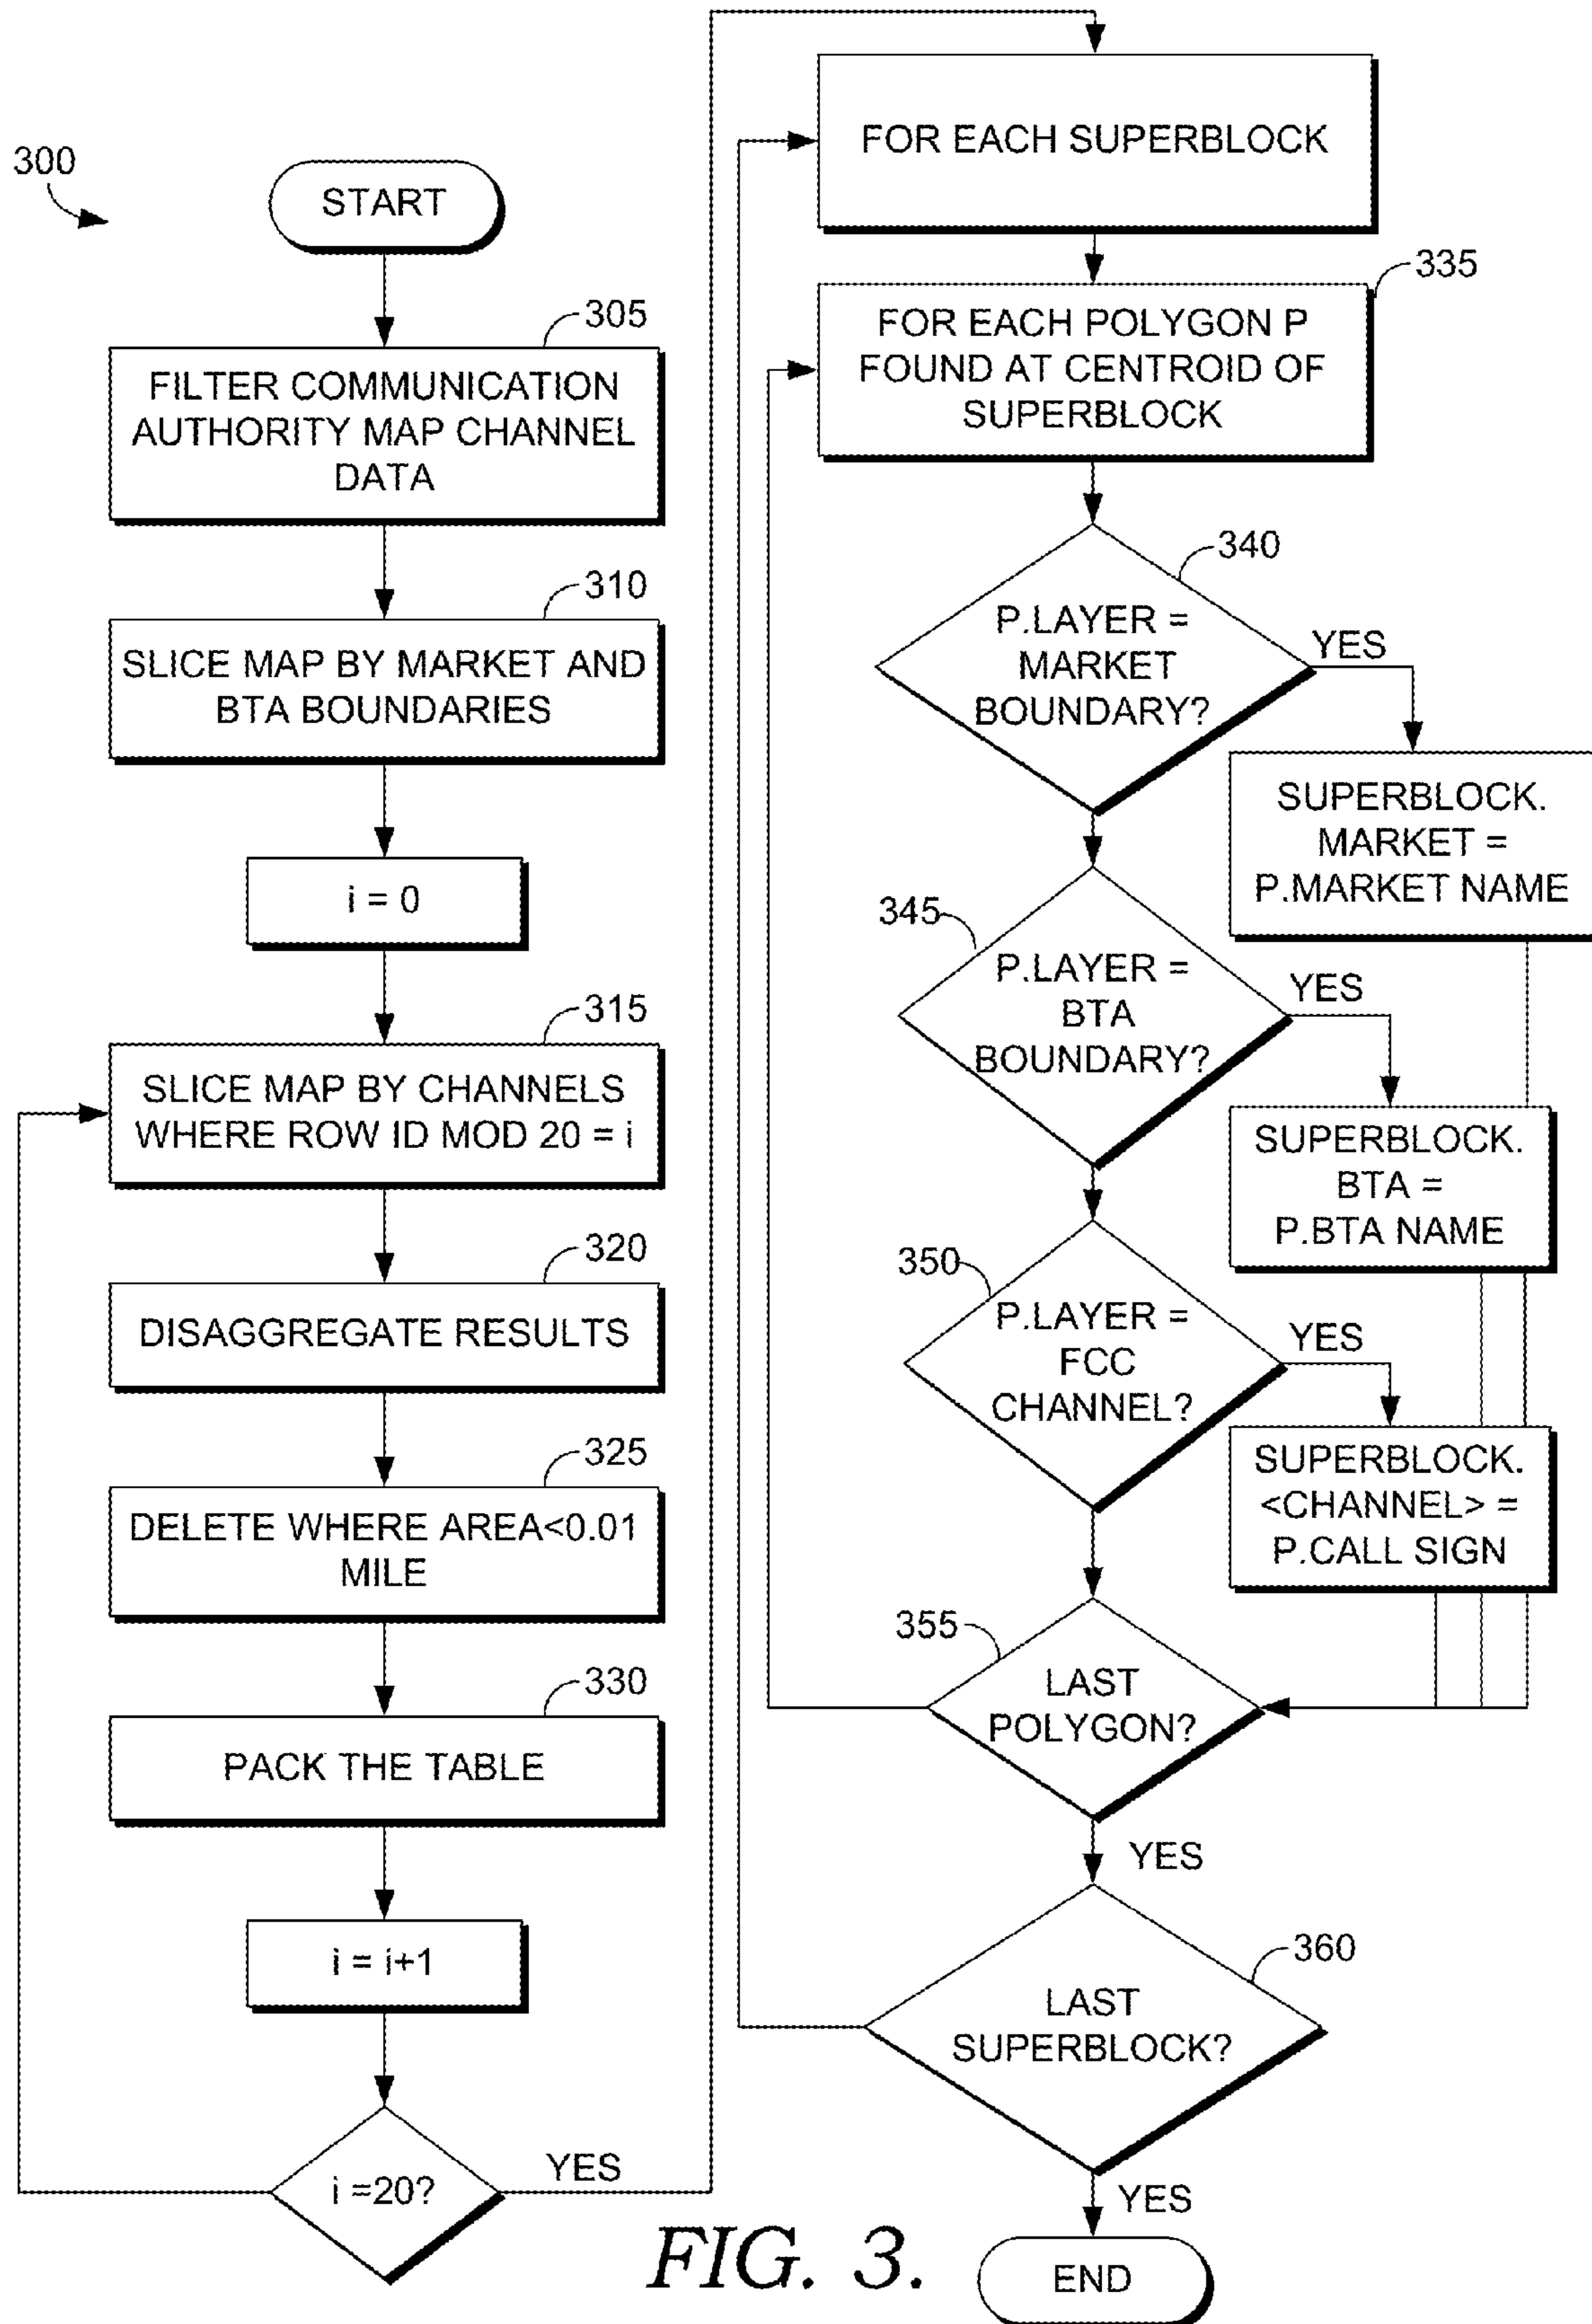 300
START
305
FILTER COMMUNICATION
AUTHORITY MAP CHANNEL
DATA
310
SLICE MAP BY MARKET AND
BTA BOUNDARIES
i = 0
315
SLICE MAP BY CHANNELS
WHERE ROW ID MOD 20 = i
320
DISAGGREGATE RESULTS
325
DELETE WHERE AREA<0.01
MILE
330
PACK THE TABLE
i = i+1
i =20?
YES
FOR EACH SUPERBLOCK
335
FOR EACH POLYGON P
FOUND AT CENTROID OF
SUPERBLOCK
340
P.LAYER =
MARKET
BOUNDARY?
YES
SUPERBLOCK.
MARKET =
P.MARKET NAME
345
P.LAYER =
BTA
BOUNDARY?
YES
SUPERBLOCK.
BTA =
P.BTA NAME
350
P.LAYER =
FCC
CHANNEL?
YES
SUPERBLOCK.
<CHANNEL> =
P.CALL SIGN
355
LAST
POLYGON?
YES
360
LAST
SUPERBLOCK?
YES
END
FIG. 3.